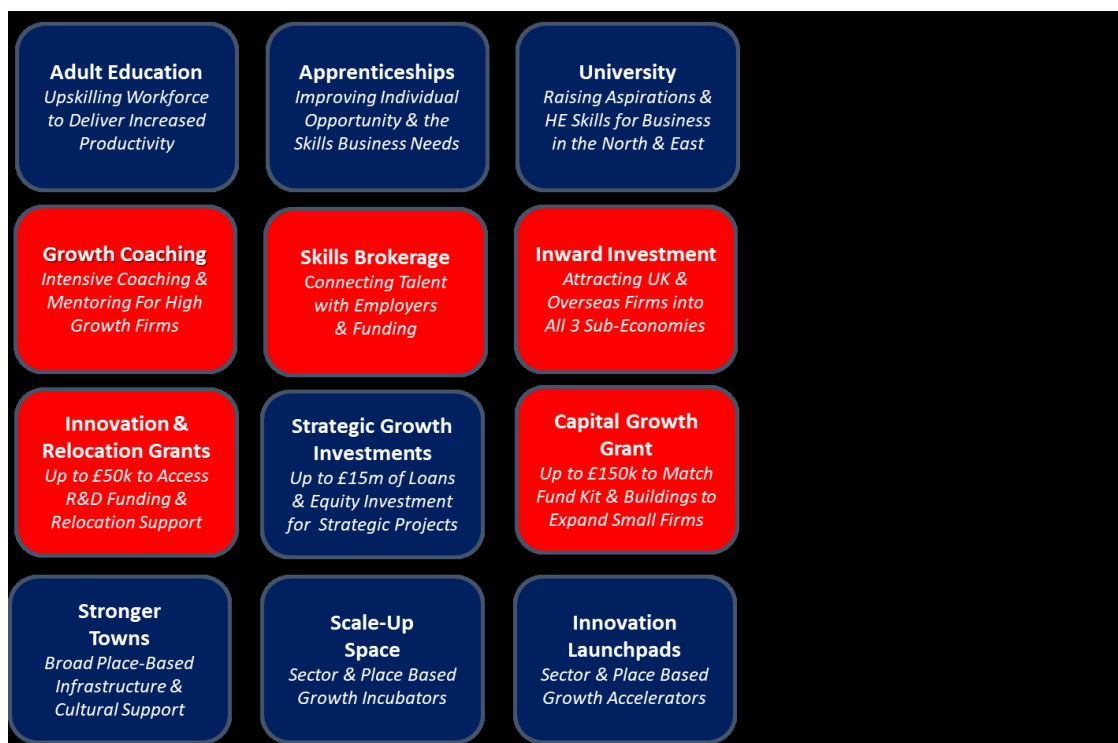 Adult Education
Upskilling Workforce
to Deliver Increased
Productivity
Apprenticeships
Improving Individual
Opportunity & the
Skills Business Needs
University
Raising Aspirations &
HE Skills for Business
in the North & East
Growth Coaching
Intensive Coaching &
Mentoring For High
Growth Firms
Skills Brokerage
Connecting Talent
with Employers
& Funding
Inward Investment
Attracting UK &
Overseas Firms into
All 3 Sub-Economies
Innovation &
Relocation Grants
Up to £50k to Access
R&D Funding &
Relocation Support
Strategic Growth
Investments
Up to £15m of Loans
& Equity Investment
for Strategic Projects
Capital Growth
Grant
Up to £150k to Match
Fund Kit & Buildings to
Expand Small Firms
Stronger
Towns
Broad Place-Based
Infrastructure &
Cultural Support
Scale-Up
Space
Sector & Place Based
Growth Incubators
Innovation
Launchpads
Sector & Place Based
Growth Accelerators